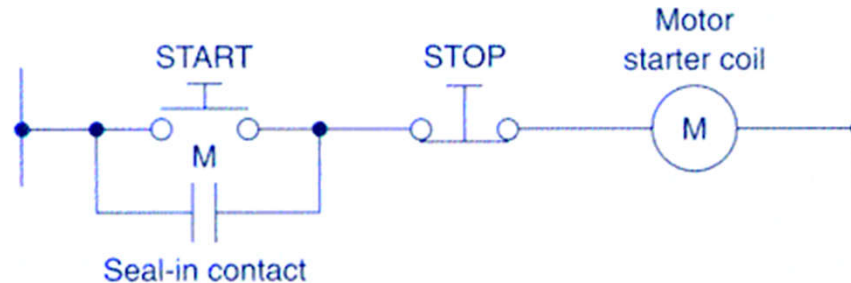 Motor
START
STOP
starter coil
M
M
Seal-in contact